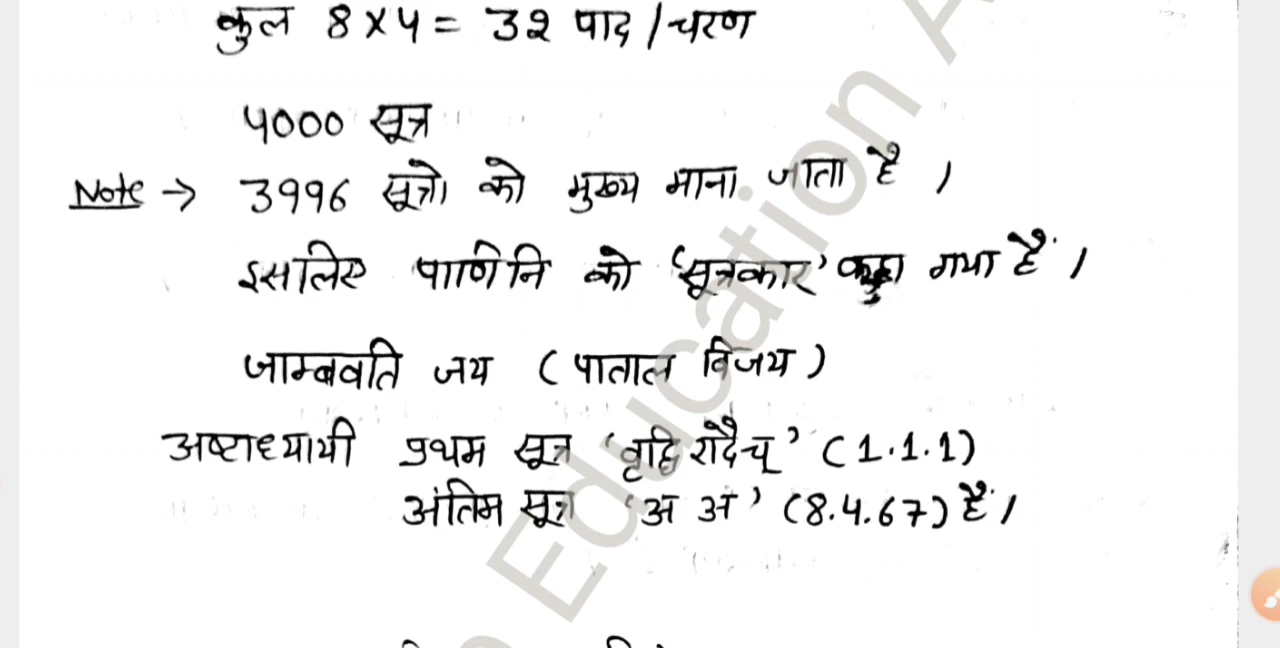 कुल 8 × 4 = 32 पाद / चरण
4000 सूत्र
Note → 3996 सूत्रो को मुख्य माना जाता है ।
इसलिए पाणिनि को 'सूत्रकार' कहा गया हैं ।
जाम्बवति जय (पाताल विजय)
अष्टाध्यायी प्रथम सूत्र 'वृद्धिरादैच्' (1.1.1)
अंतिम सूत्र 'अ अ' (8.4.67) हैं ।
Education